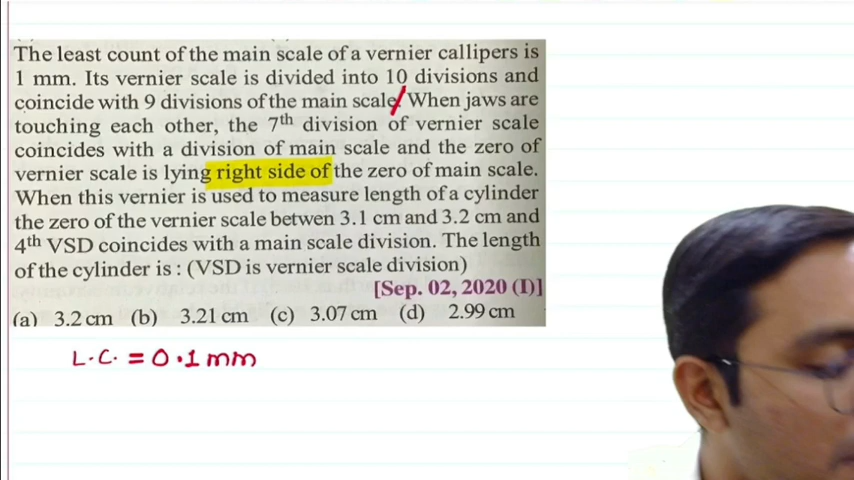 The least count of the main scale of a vernier callipers is
1 mm. Its vernier scale is divided into 10 divisions and
coincide with 9 divisions of the main scale. When jaws are
touching each other, the 7th division of vernier scale
coincides with a division of main scale and the zero of
vernier scale is lying right side of the zero of main scale.
When this vernier is used to measure length of a cylinder
the zero of the vernier scale betwen 3.1 cm and 3.2 cm and
4th VSD coincides with a main scale division. The length
of the cylinder is : (VSD is vernier scale division)
[Sep. 02, 2020 (I)]
(a) 3.2 cm (b) 3.21 cm (c) 3.07 cm (d) 2.99 cm
L.C. = 0.1 mm